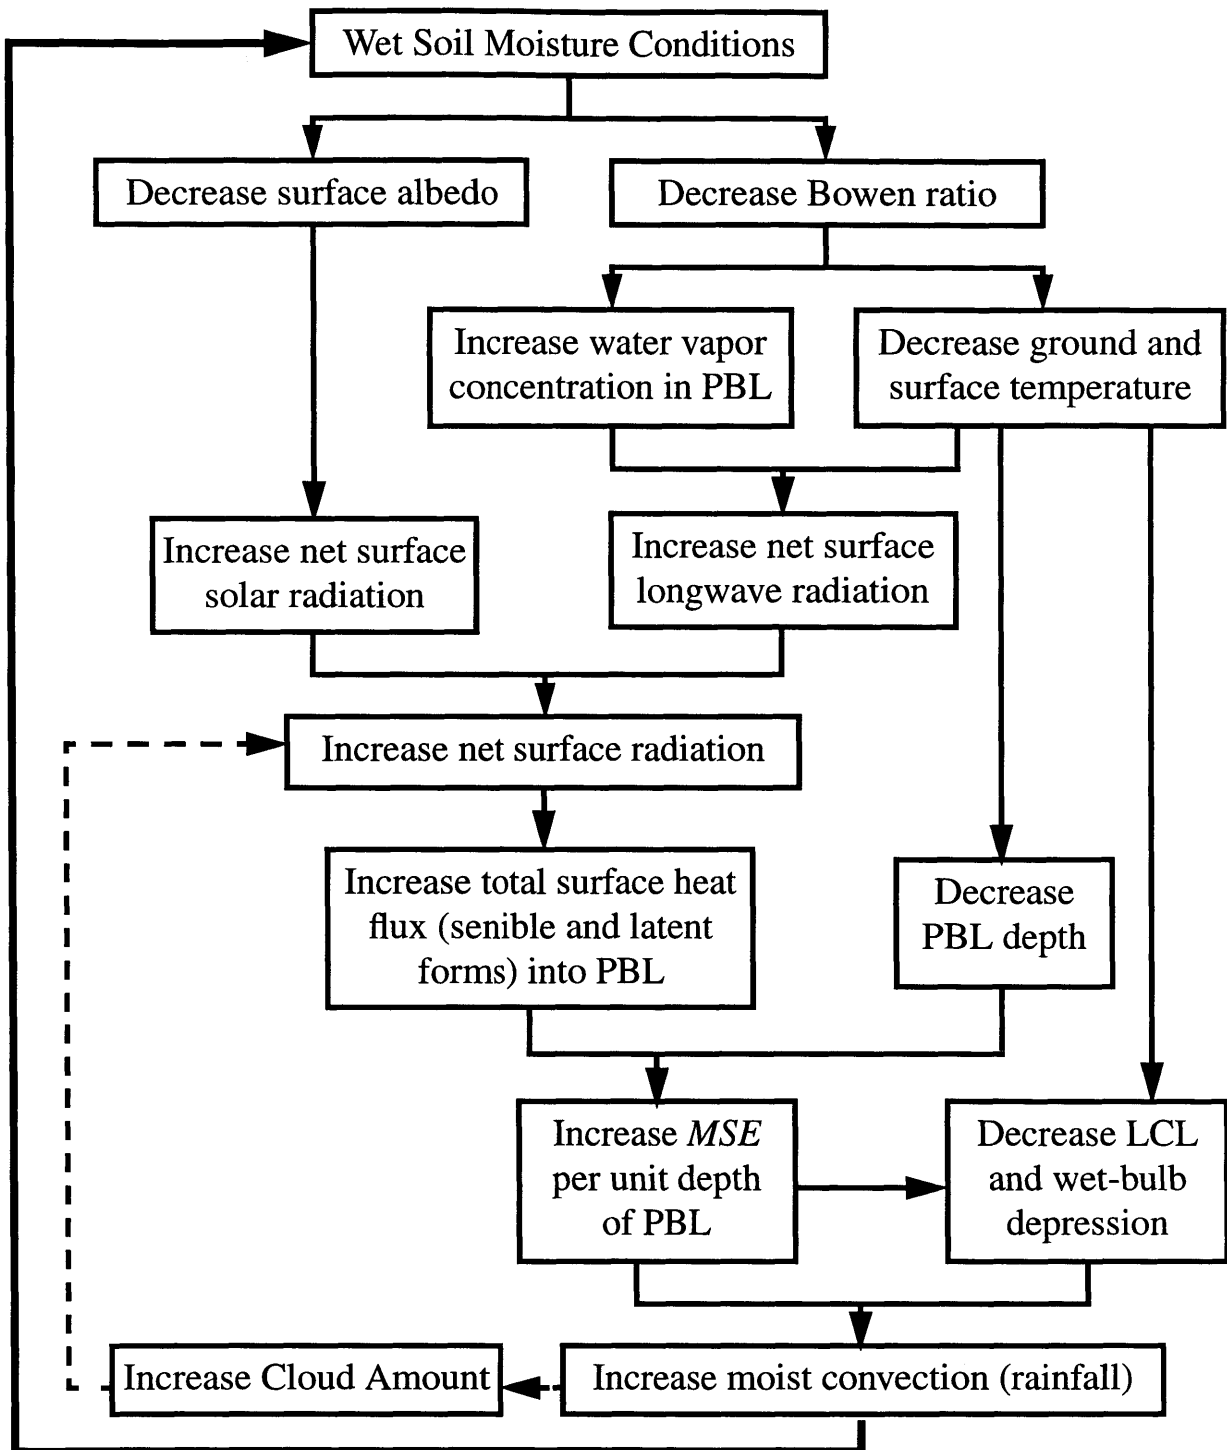 Wet Soil Moisture Conditions
Decrease surface albedo
Decrease Bowen ratio
Increase water vapor
concentration in PBL
Decrease ground and
surface temperature
Increase net surface
solar radiation
Increase net surface
longwave radiation
Increase net surface radiation
Increase total surface heat
flux (senible and latent
forms) into PBL
Decrease
PBL depth
Increase MSE
per unit depth
of PBL
Decrease LCL
and wet-bulb
depression
Increase Cloud Amount
Increase moist convection (rainfall)